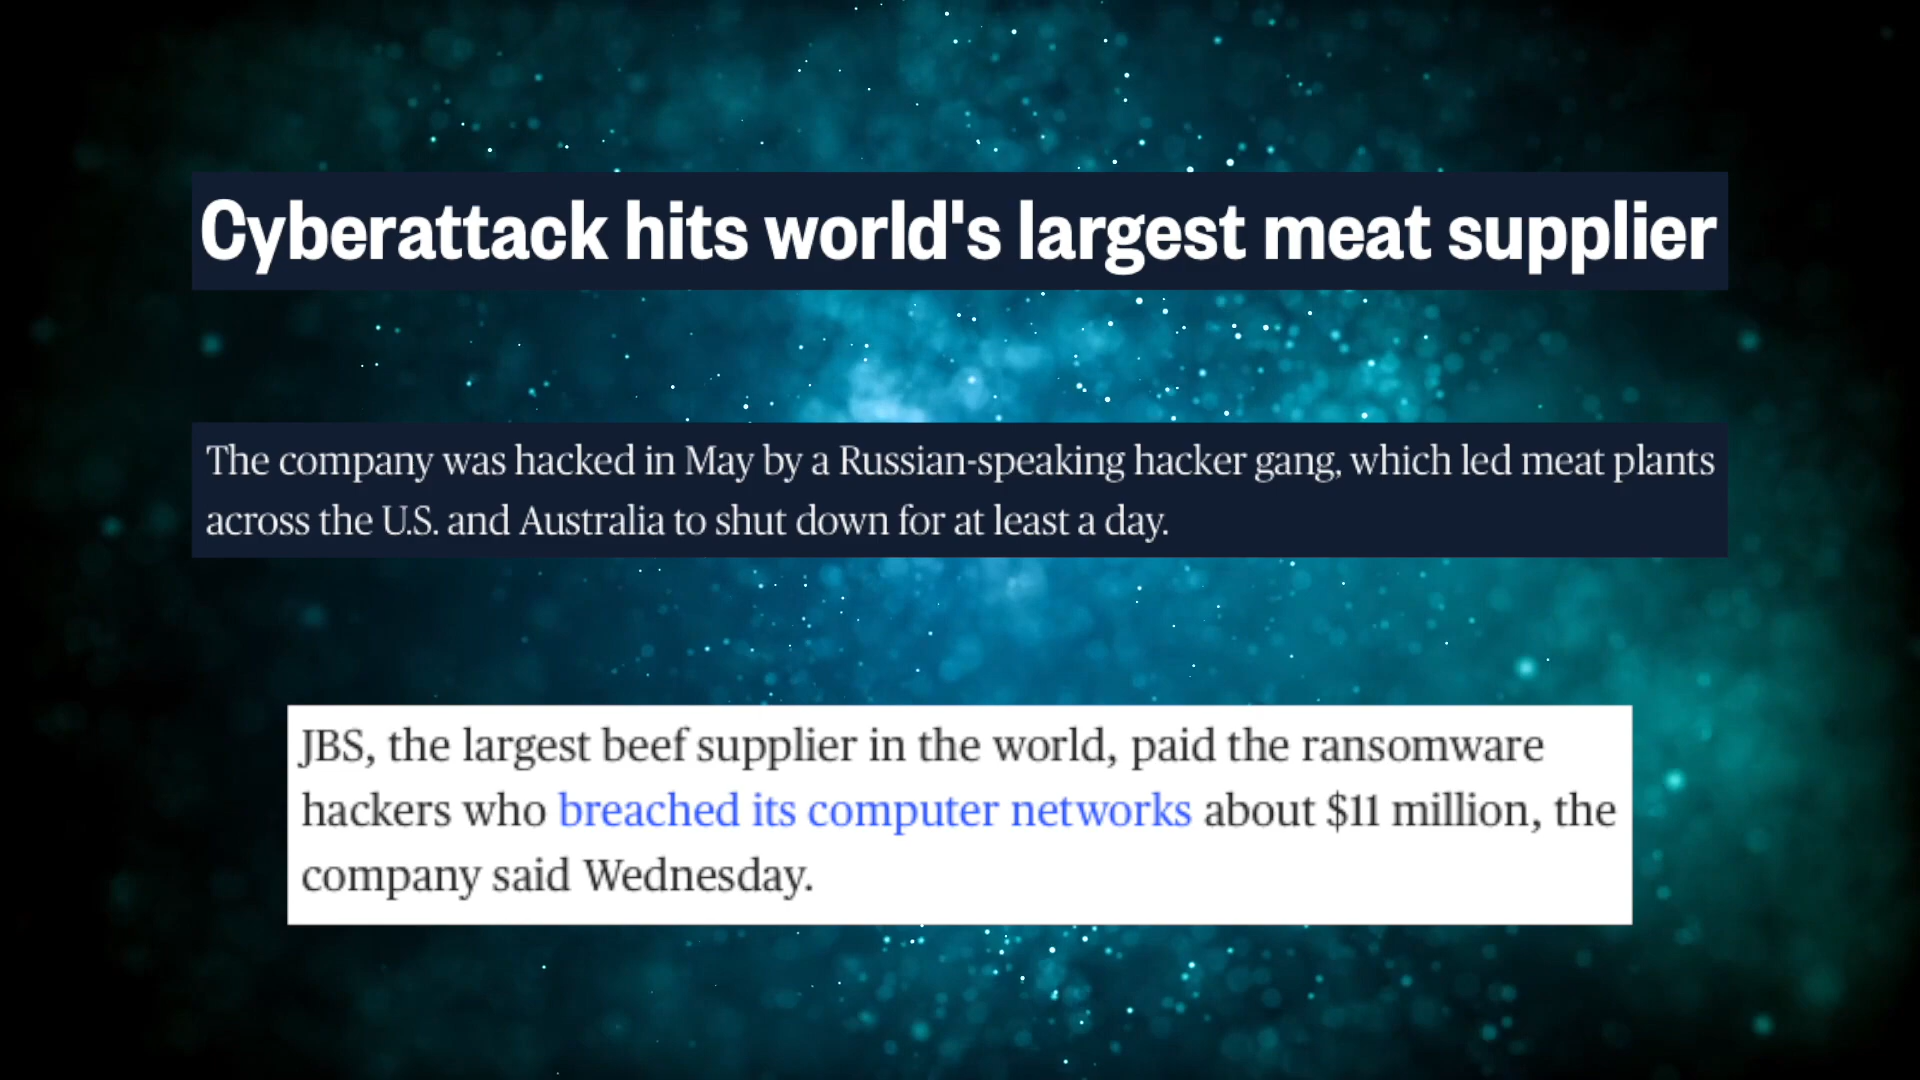 Cyberattack hits world's largest meat supplier
The company was hacked in May by a Russian-speaking hacker gang, which led meat plants
across the U.S. and Australia to shut down for at least a day.
JBS, the largest beef supplier in the world, paid the ransomware
hackers who breached its computer networks about $11 million, the
company said Wednesday.